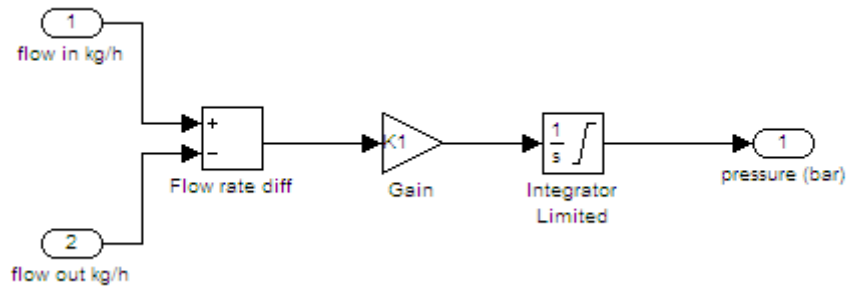 1
flow in kg/h
+
−
Flow rate diff
K1
Gain
1
s
Integrator
Limited
1
pressure (bar)
2
flow out kg/h